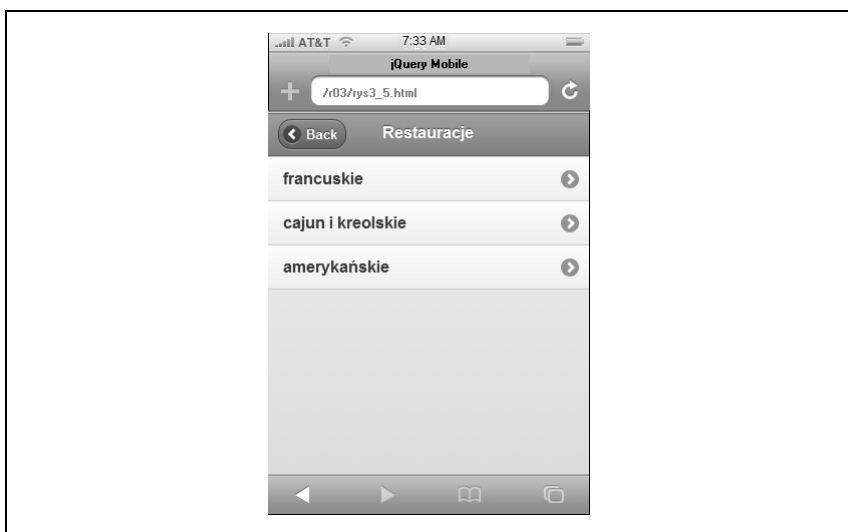 AT&T 7:33 AM
jQuery Mobile
/r03/rys3_5.html
Back Restauracje
francuskie
cajun i kreolskie
amerykańskie